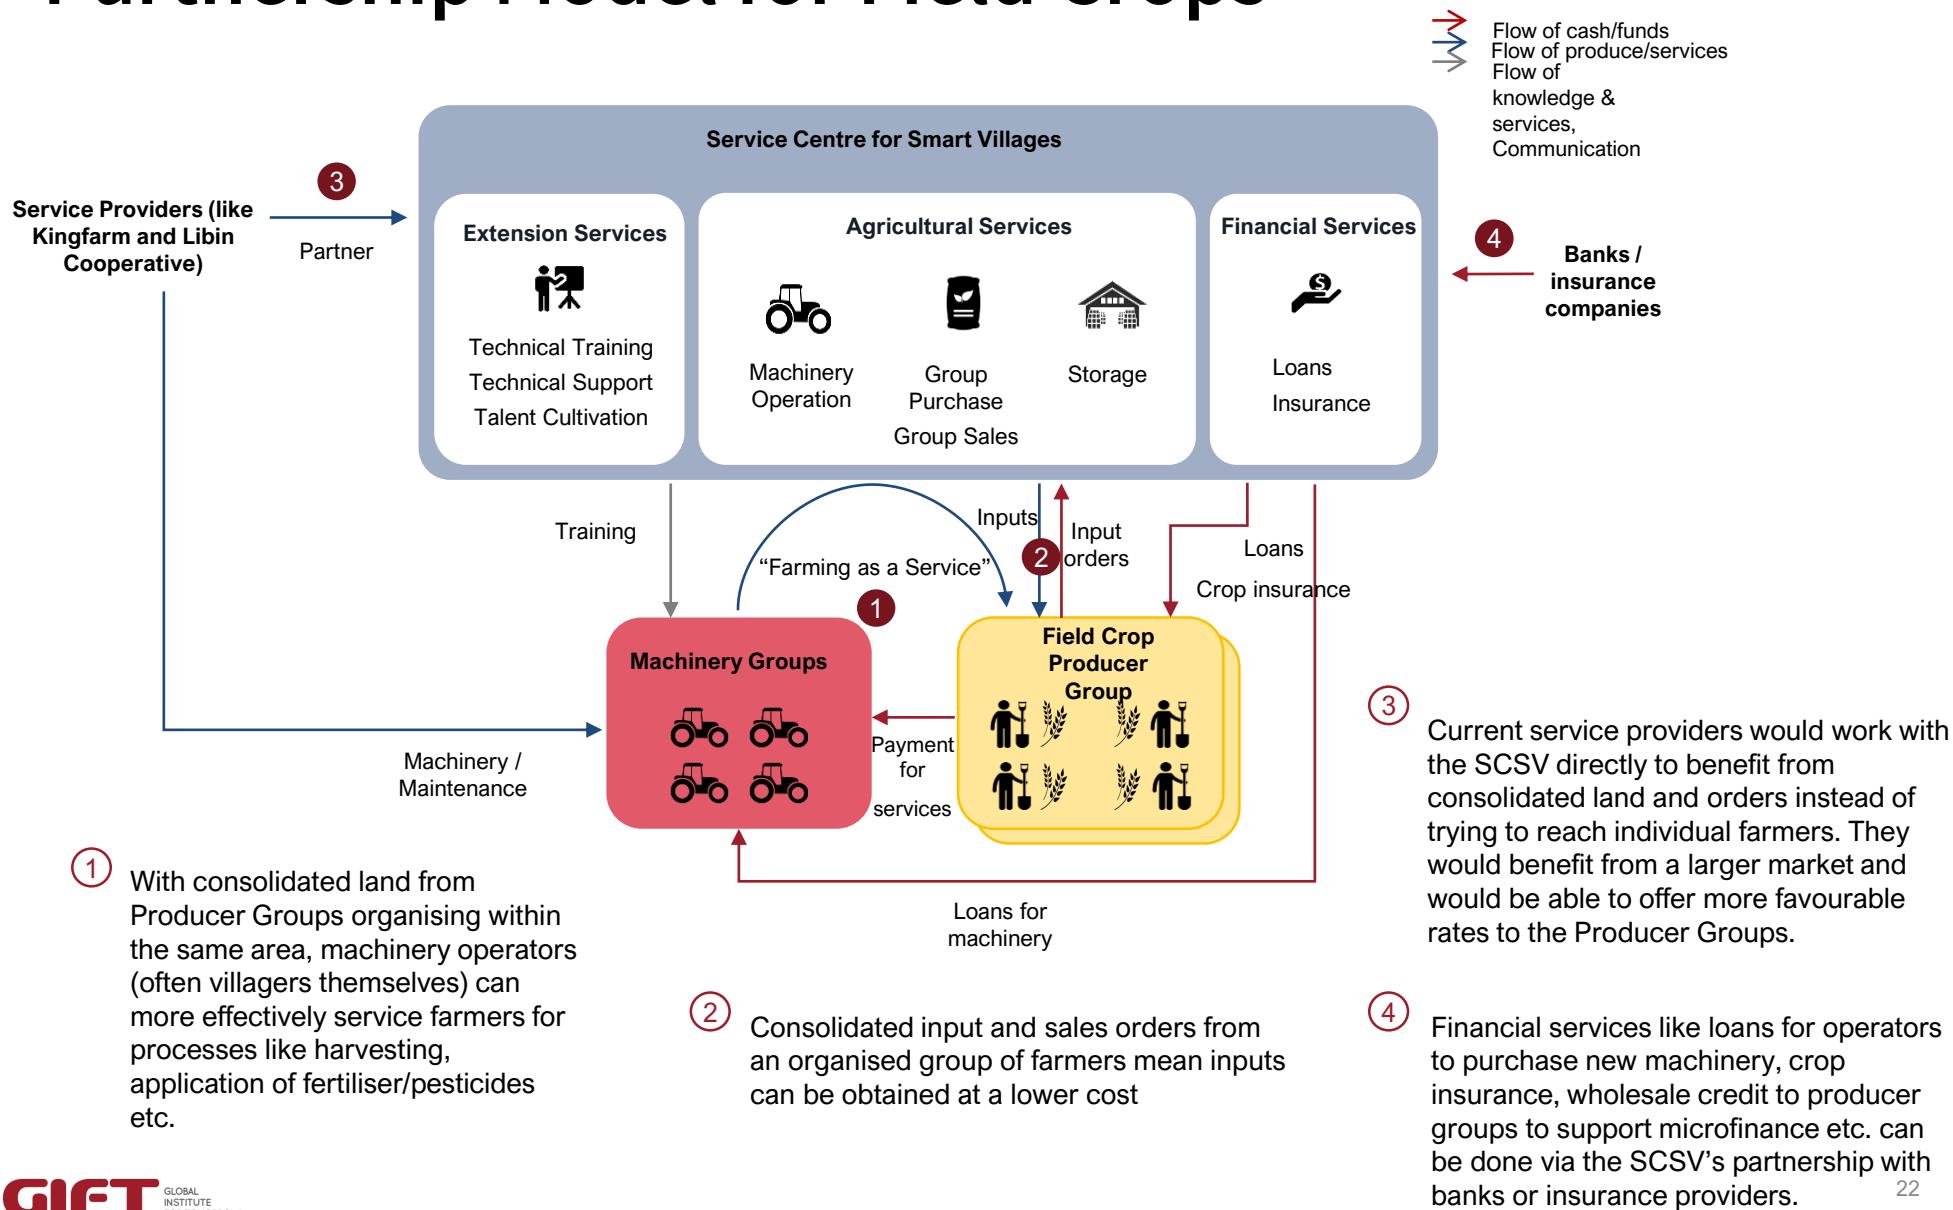 Partnership Model for Field Crops
Flow of cash/funds
Flow of produce/services
Flow of
knowledge &
services,
Communication
Service Centre for Smart Villages
3
Service Providers (like
Kingfarm and Libin
Cooperative)
Partner
Extension Services
Technical Training
Technical Support
Talent Cultivation
Agricultural Services
Machinery
Operation
Group
Purchase
Group Sales
Storage
Financial Services
$
Loans
Insurance
4
Banks /
insurance
companies
Training
"Farming as a Service"
1
Inputs
2
Input
orders
Loans
Crop insurance
Machinery Groups
Field Crop
Producer
Group
Payment
for
services
Machinery /
Maintenance
Loans for
machinery
1
With consolidated land from
Producer Groups organising within
the same area, machinery operators
(often villagers themselves) can
more effectively service farmers for
processes like harvesting,
application of fertiliser/pesticides
etc.
2
Consolidated input and sales orders from
an organised group of farmers mean inputs
can be obtained at a lower cost
3
Current service providers would work with
the SCSV directly to benefit from
consolidated land and orders instead of
trying to reach individual farmers. They
would benefit from a larger market and
would be able to offer more favourable
rates to the Producer Groups.
4
Financial services like loans for operators
to purchase new machinery, crop
insurance, wholesale credit to producer
groups to support microfinance etc. can
be done via the SCSV's partnership with
banks or insurance providers.
22
GIFT
GLOBAL
INSTITUTE